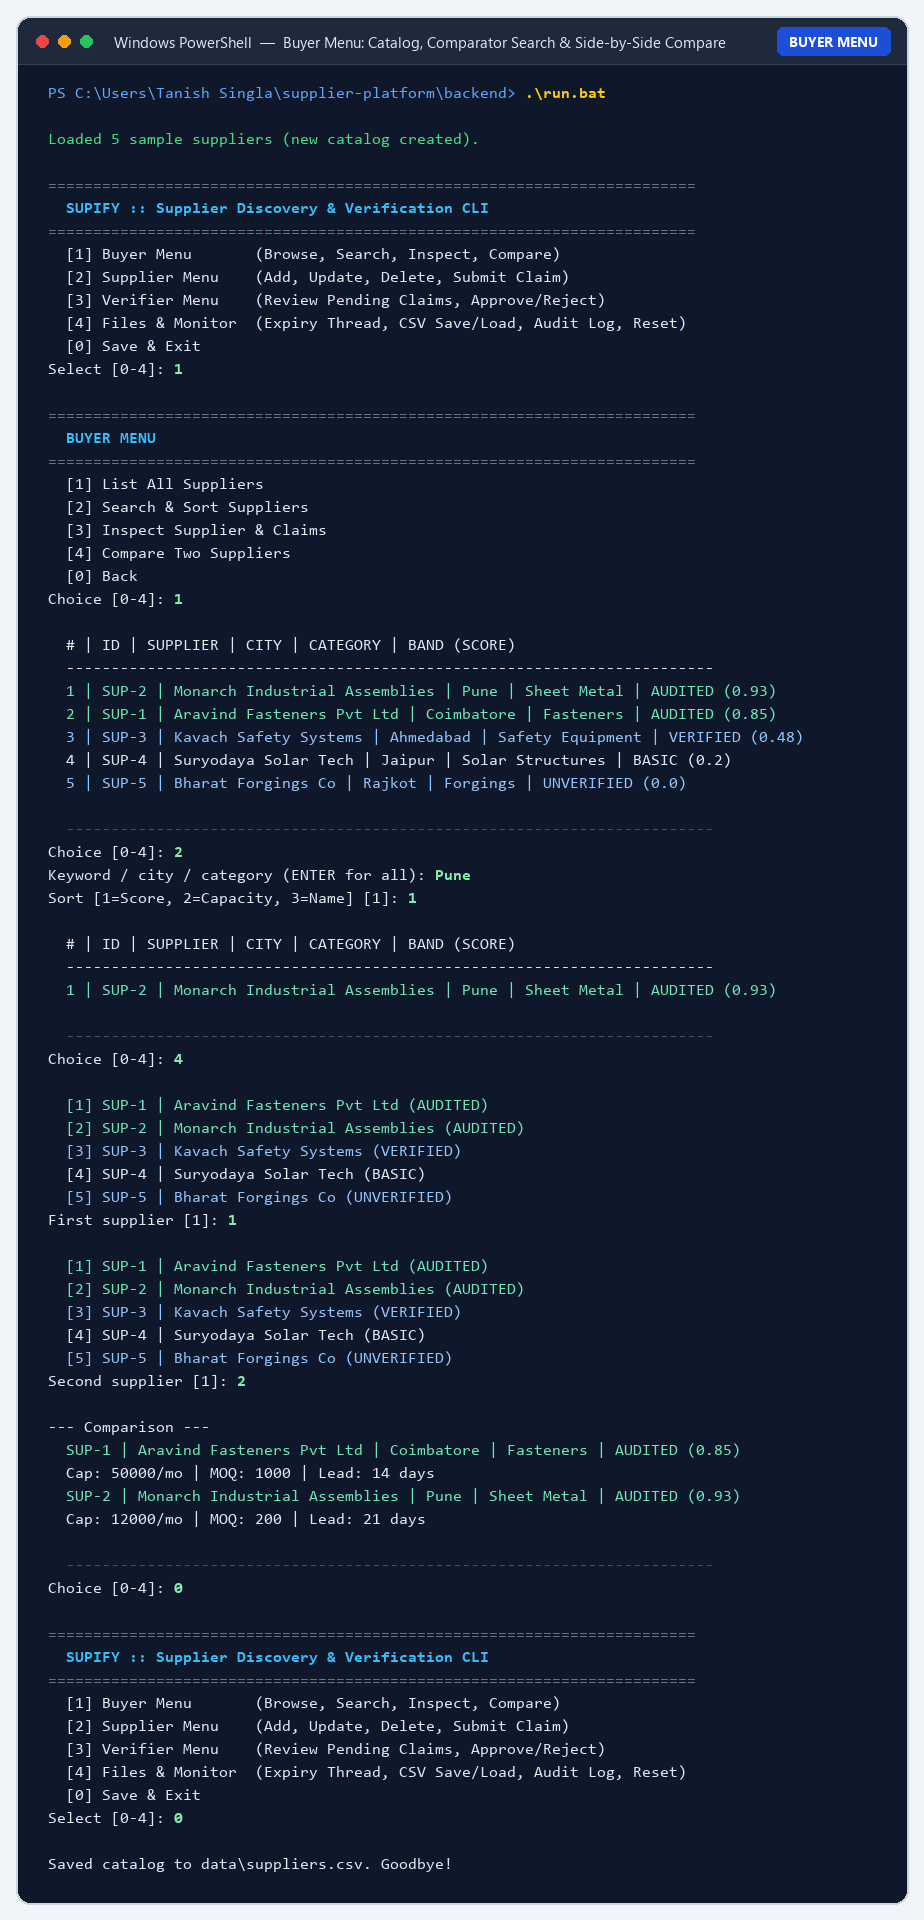 Windows PowerShell — Buyer Menu: Catalog, Comparator Search & Side-by-Side Compare
BUYER MENU
PS C:\Users\Tanish Singla\supplier-platform\backend> .\run.bat
Loaded 5 sample suppliers (new catalog created).
========================================================================
SUPIFY :: Supplier Discovery & Verification CLI
========================================================================
[1] Buyer Menu       (Browse, Search, Inspect, Compare)
[2] Supplier Menu    (Add, Update, Delete, Submit Claim)
[3] Verifier Menu    (Review Pending Claims, Approve/Reject)
[4] Files & Monitor  (Expiry Thread, CSV Save/Load, Audit Log, Reset)
[0] Save & Exit
Select [0-4]: 1
========================================================================
BUYER MENU
========================================================================
[1] List All Suppliers
[2] Search & Sort Suppliers
[3] Inspect Supplier & Claims
[4] Compare Two Suppliers
[0] Back
Choice [0-4]: 1
# | ID | SUPPLIER | CITY | CATEGORY | BAND (SCORE)
------------------------------------------------------------------------
1 | SUP-2 | Monarch Industrial Assemblies | Pune | Sheet Metal | AUDITED (0.93)
2 | SUP-1 | Aravind Fasteners Pvt Ltd | Coimbatore | Fasteners | AUDITED (0.85)
3 | SUP-3 | Kavach Safety Systems | Ahmedabad | Safety Equipment | VERIFIED (0.48)
4 | SUP-4 | Suryodaya Solar Tech | Jaipur | Solar Structures | BASIC (0.2)
5 | SUP-5 | Bharat Forgings Co | Rajkot | Forgings | UNVERIFIED (0.0)
------------------------------------------------------------------------
Choice [0-4]: 2
Keyword / city / category (ENTER for all): Pune
Sort [1=Score, 2=Capacity, 3=Name] [1]: 1
# | ID | SUPPLIER | CITY | CATEGORY | BAND (SCORE)
------------------------------------------------------------------------
1 | SUP-2 | Monarch Industrial Assemblies | Pune | Sheet Metal | AUDITED (0.93)
------------------------------------------------------------------------
Choice [0-4]: 4
[1] SUP-1 | Aravind Fasteners Pvt Ltd (AUDITED)
[2] SUP-2 | Monarch Industrial Assemblies (AUDITED)
[3] SUP-3 | Kavach Safety Systems (VERIFIED)
[4] SUP-4 | Suryodaya Solar Tech (BASIC)
[5] SUP-5 | Bharat Forgings Co (UNVERIFIED)
First supplier [1]: 1
[1] SUP-1 | Aravind Fasteners Pvt Ltd (AUDITED)
[2] SUP-2 | Monarch Industrial Assemblies (AUDITED)
[3] SUP-3 | Kavach Safety Systems (VERIFIED)
[4] SUP-4 | Suryodaya Solar Tech (BASIC)
[5] SUP-5 | Bharat Forgings Co (UNVERIFIED)
Second supplier [1]: 2
--- Comparison ---
SUP-1 | Aravind Fasteners Pvt Ltd | Coimbatore | Fasteners | AUDITED (0.85)
Cap: 50000/mo | MOQ: 1000 | Lead: 14 days
SUP-2 | Monarch Industrial Assemblies | Pune | Sheet Metal | AUDITED (0.93)
Cap: 12000/mo | MOQ: 200 | Lead: 21 days
------------------------------------------------------------------------
Choice [0-4]: 0
========================================================================
SUPIFY :: Supplier Discovery & Verification CLI
========================================================================
[1] Buyer Menu       (Browse, Search, Inspect, Compare)
[2] Supplier Menu    (Add, Update, Delete, Submit Claim)
[3] Verifier Menu    (Review Pending Claims, Approve/Reject)
[4] Files & Monitor  (Expiry Thread, CSV Save/Load, Audit Log, Reset)
[0] Save & Exit
Select [0-4]: 0
Saved catalog to data\suppliers.csv. Goodbye!